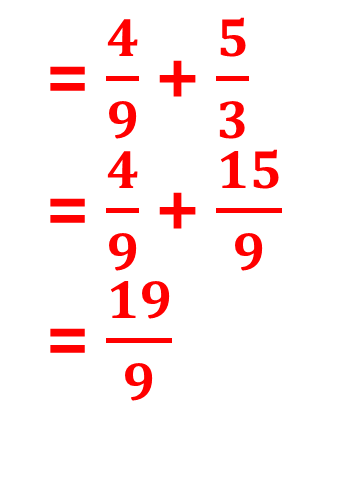 = 4/9 + 5/3
= 4/9 + 15/9
= 19/9